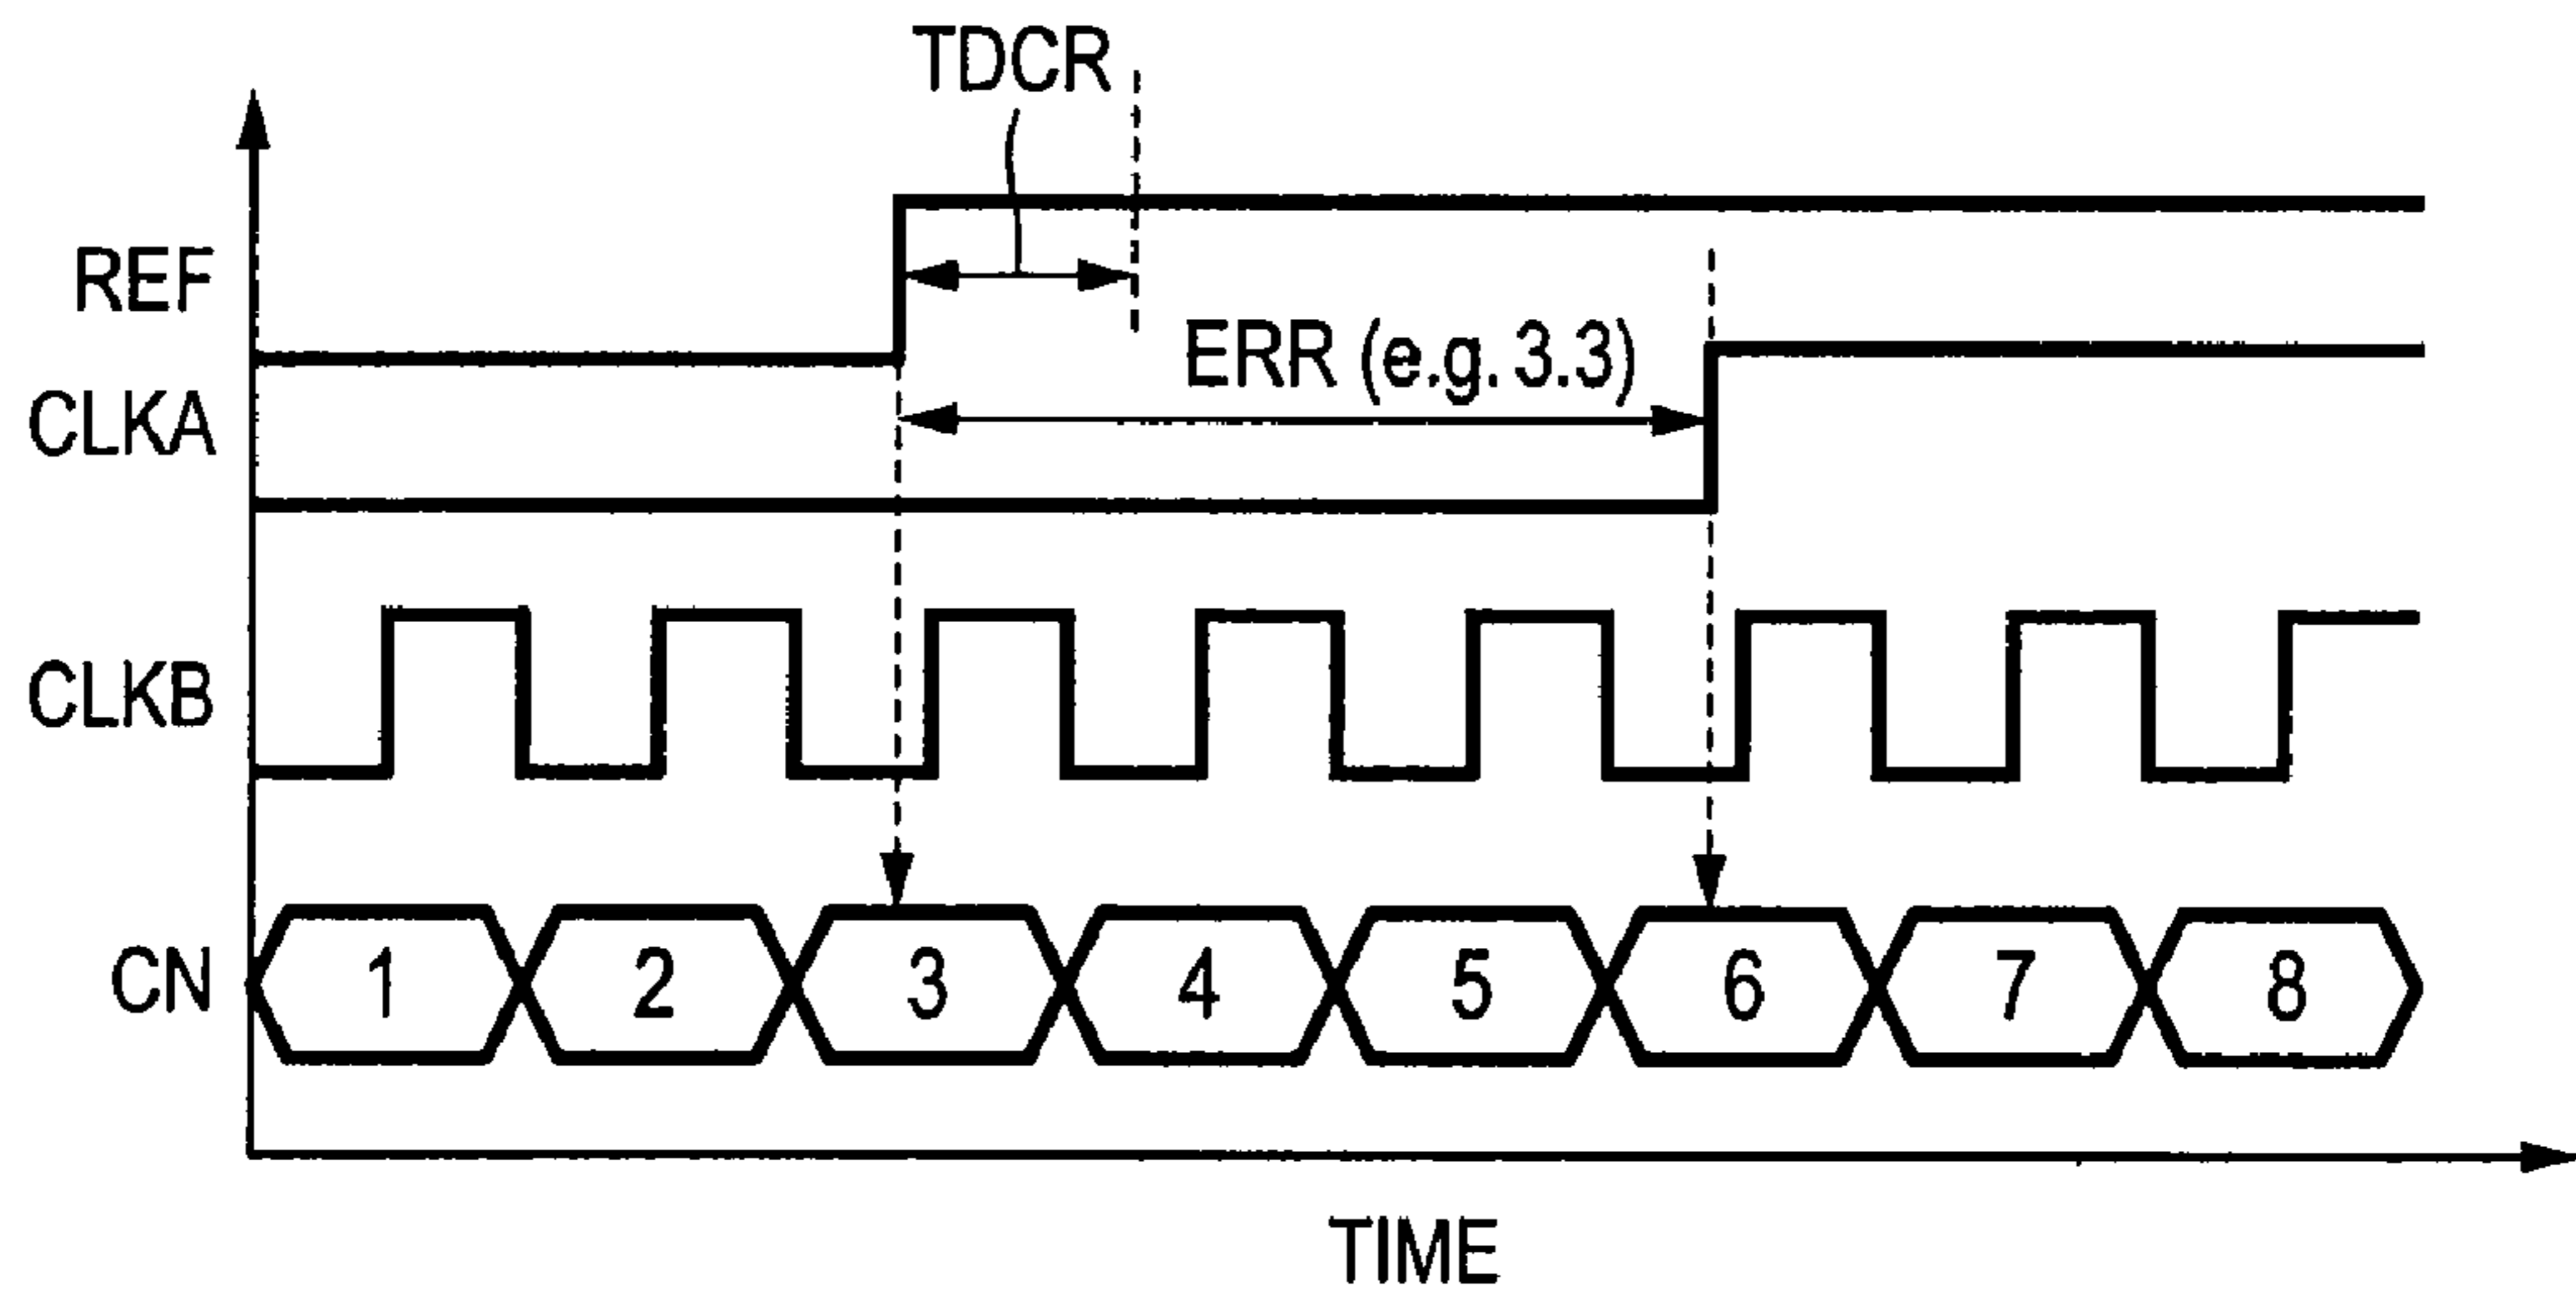 TDCR
REF
ERR (e.g. 3.3)
CLKA
CLKB
CN 1 2 3 4 5 6 7 8
TIME